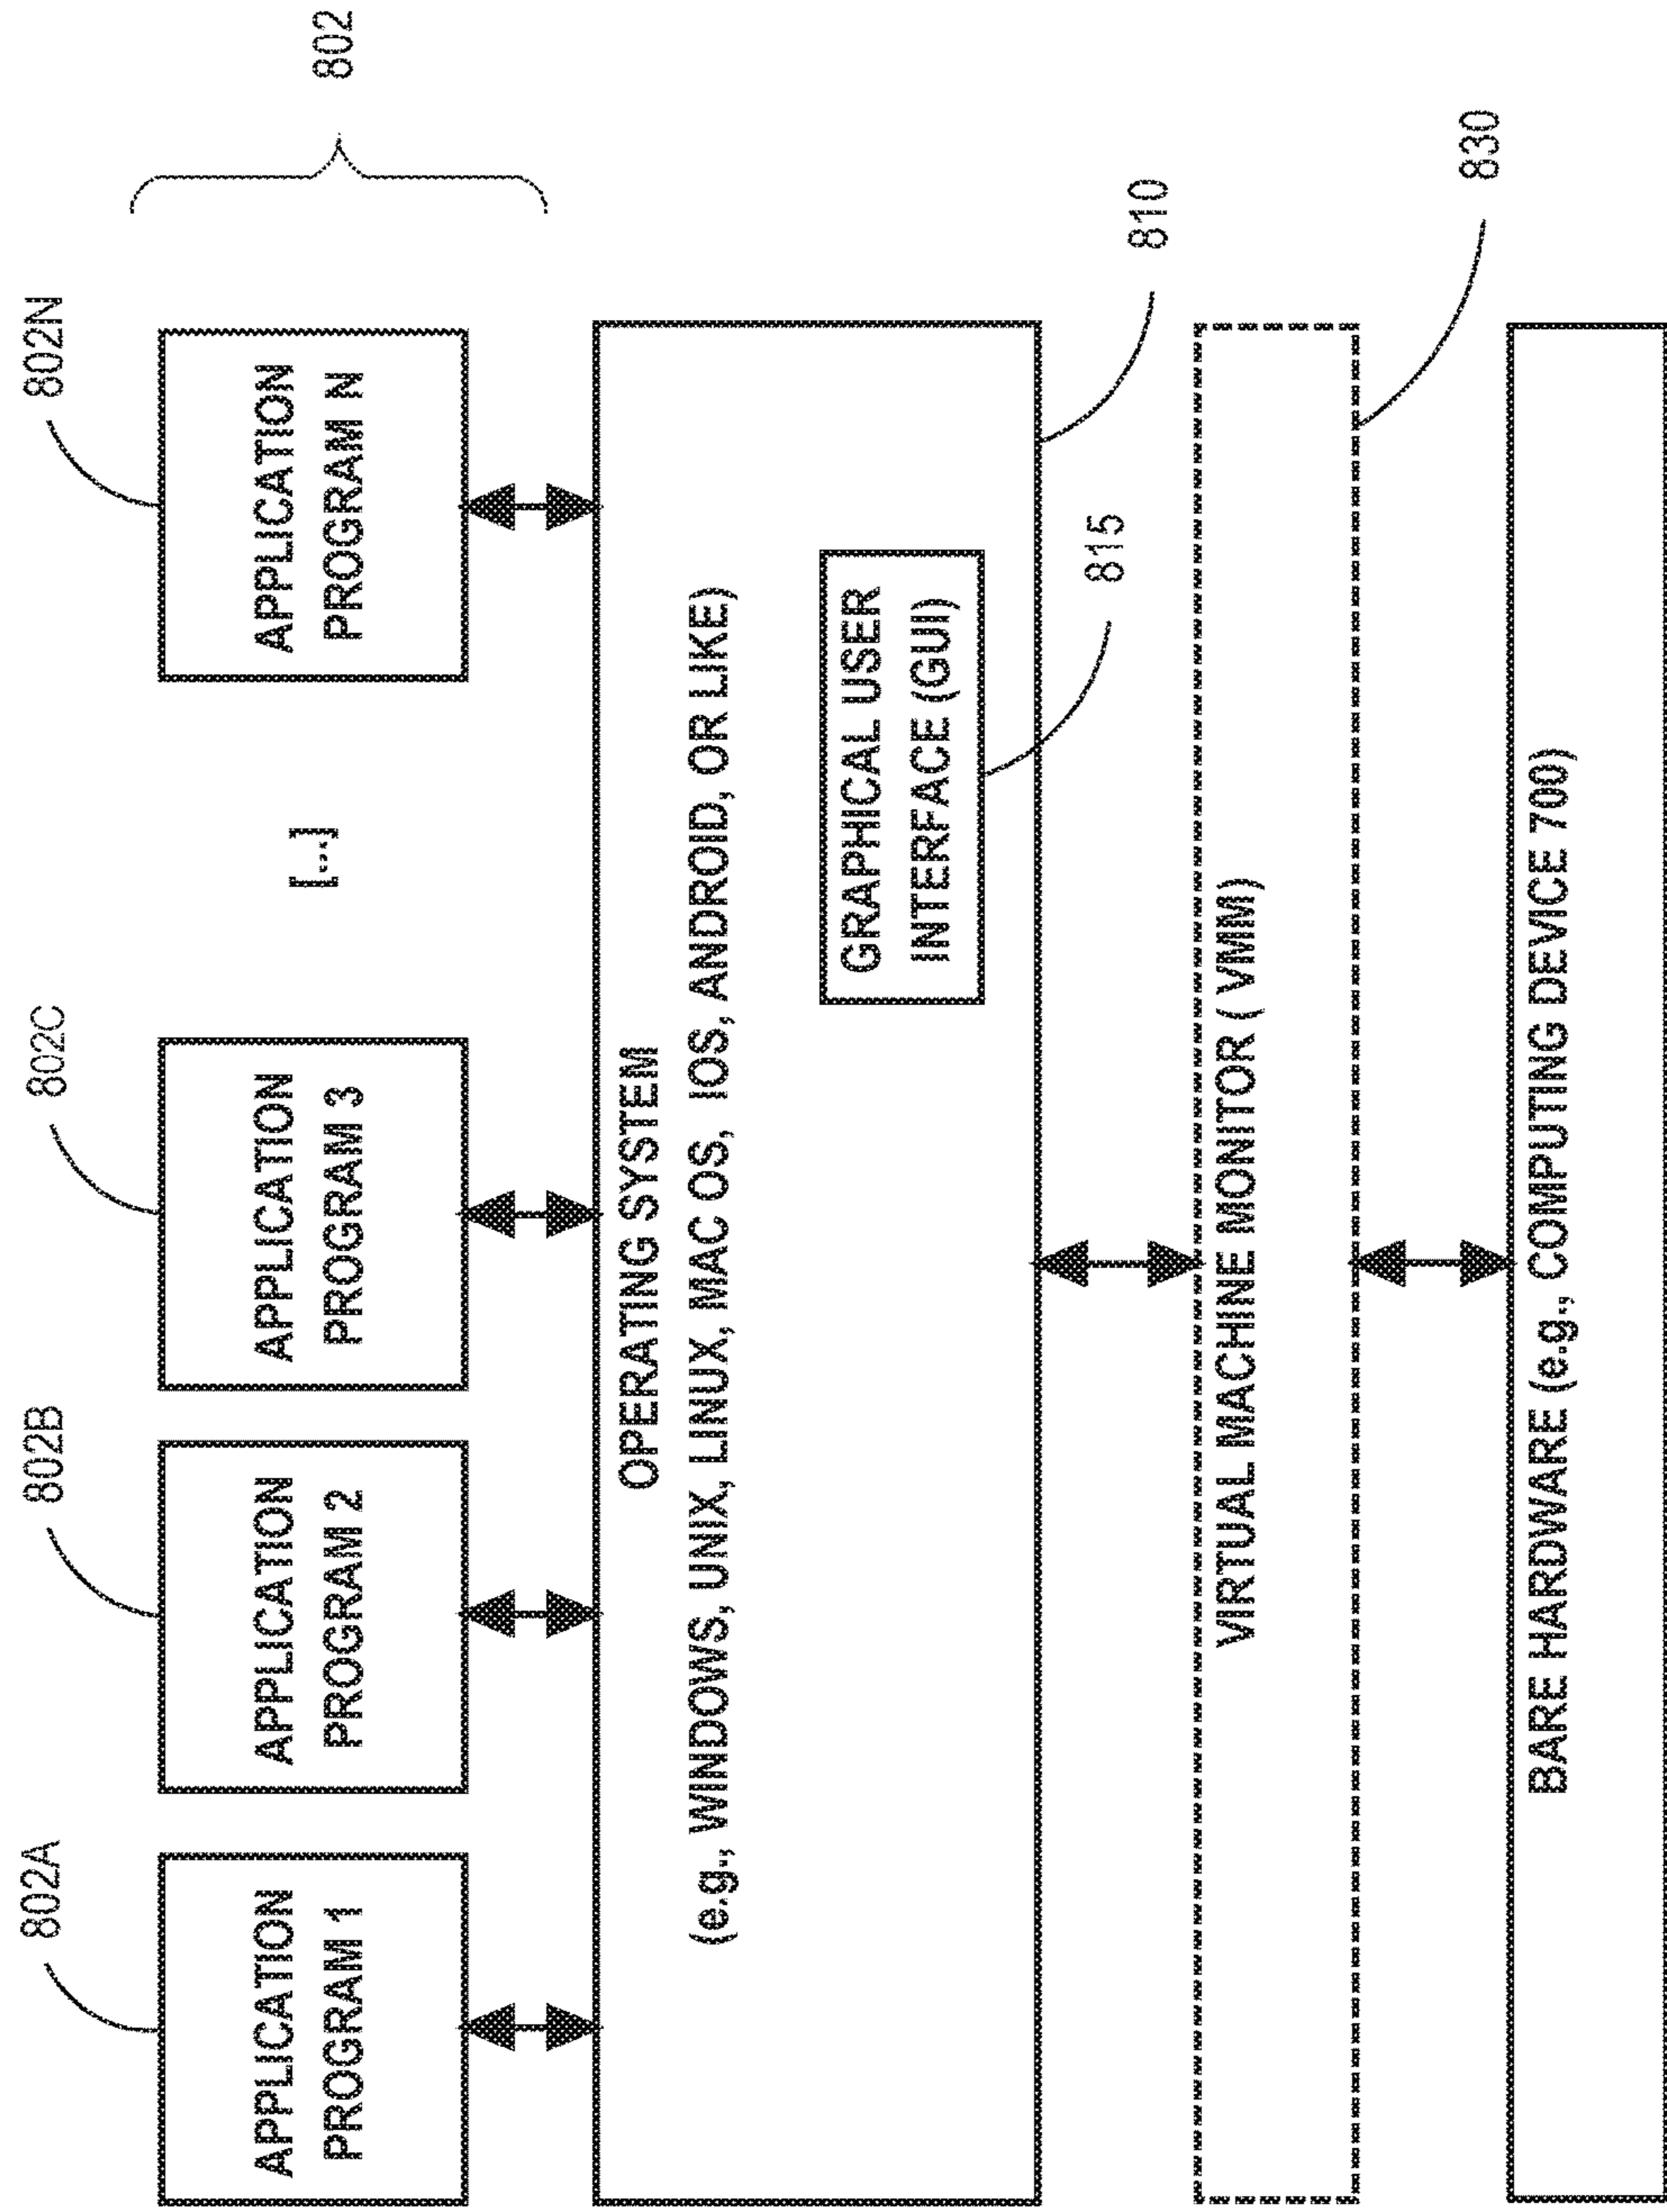 802
802A
802B
802C
802N
APPLICATION
PROGRAM 1
APPLICATION
PROGRAM 2
APPLICATION
PROGRAM 3
[...]
APPLICATION
PROGRAM N
OPERATING SYSTEM
(e.g., WINDOWS, UNIX, LINUX, MAC OS, IOS, ANDROID, OR LIKE)
GRAPHICAL USER
INTERFACE (GUI)
810
815
VIRTUAL MACHINE MONITOR ( VMM)
830
BARE HARDWARE (e.g., COMPUTING DEVICE 700)